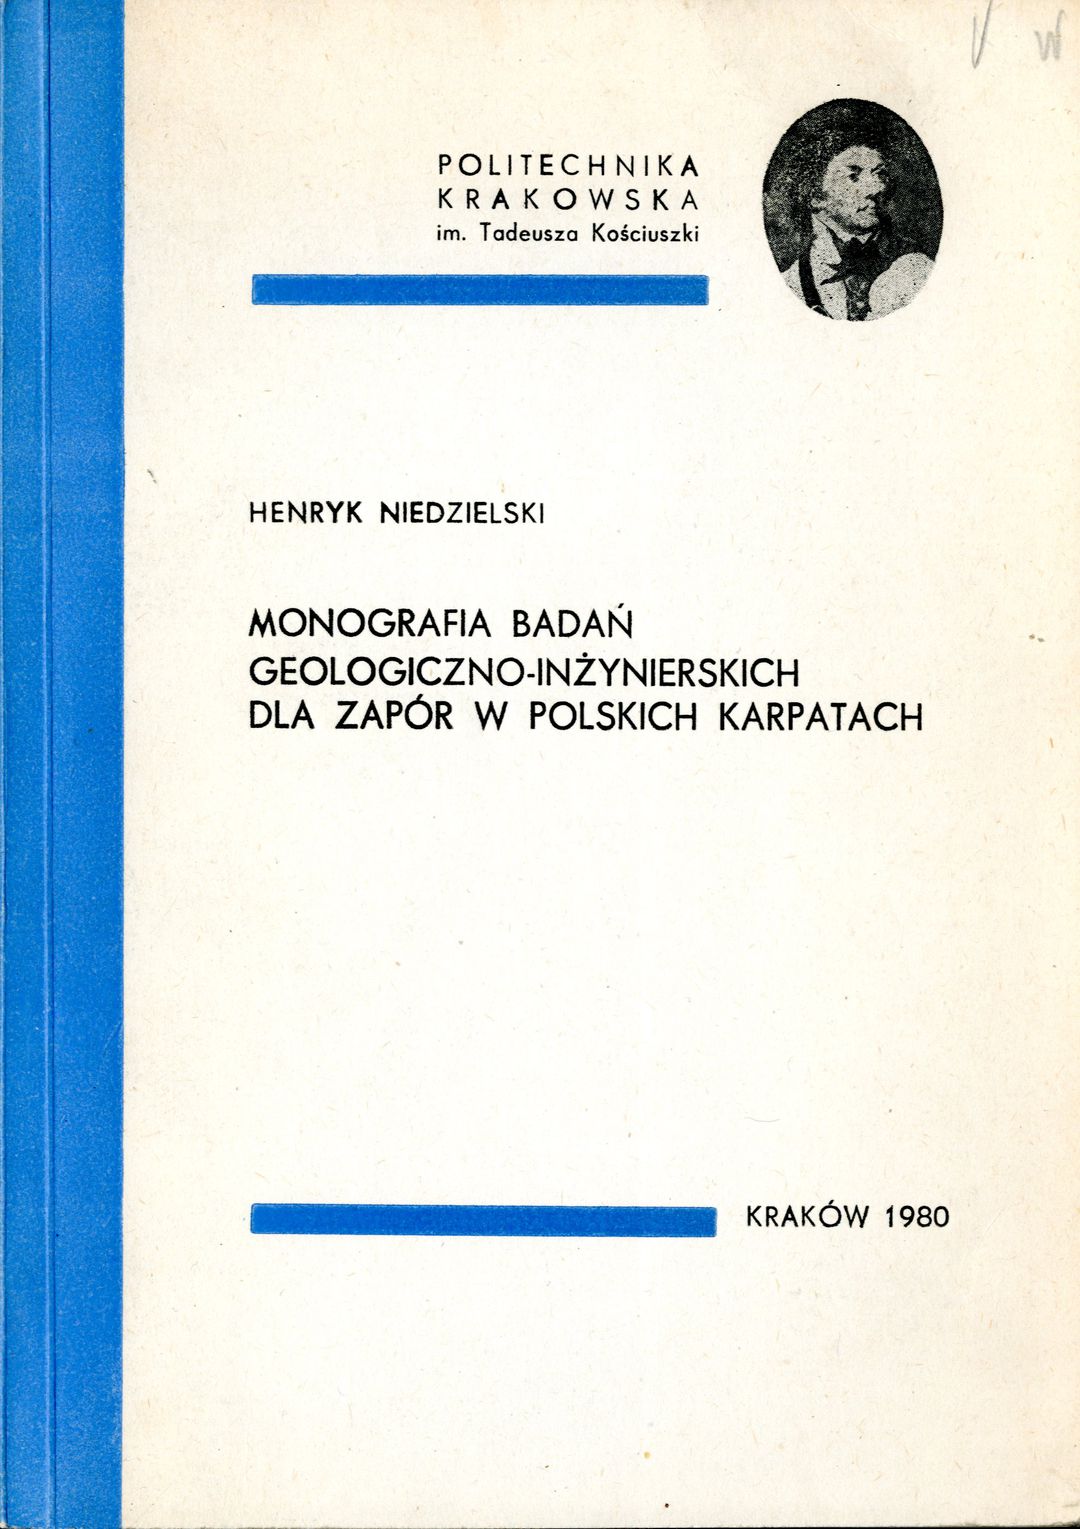 V W
POLITECHNIKA
KRAKOWSKA
im. Tadeusza Kościuszki
HENRYK NIEDZIELSKI
MONOGRAFIA BADAŃ
GEOLOGICZNO-INŻYNIERSKICH
DLA ZAPÓR W POLSKICH KARPATACH
KRAKÓW 1980